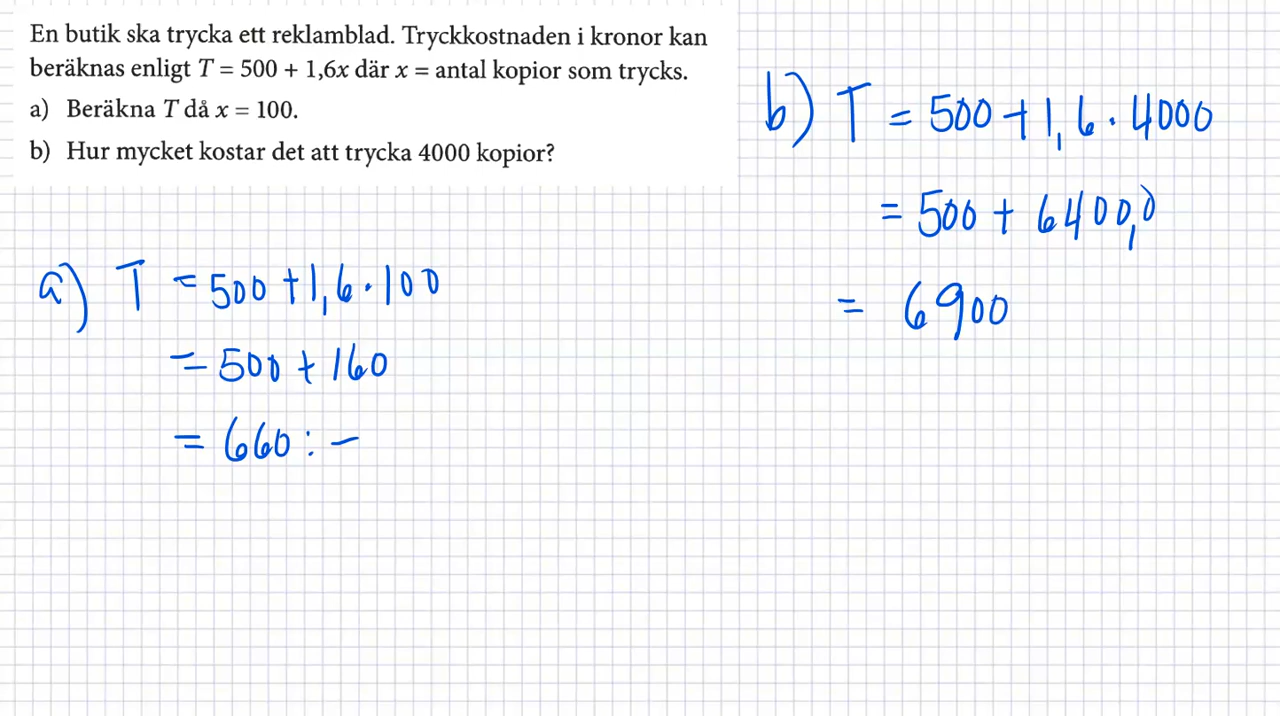 En butik ska trycka ett reklamblad. Tryckkostnaden i kronor kan
beräknas enligt T = 500 + 1,6x där x = antal kopior som trycks.
a) Beräkna T då x = 100.
b) Hur mycket kostar det att trycka 4000 kopior?
a) T = 500 + 1,6 · 100
= 500 + 160
= 660 : –
b) T = 500 + 1,6 · 4000
= 500 + 6400,0
= 6900